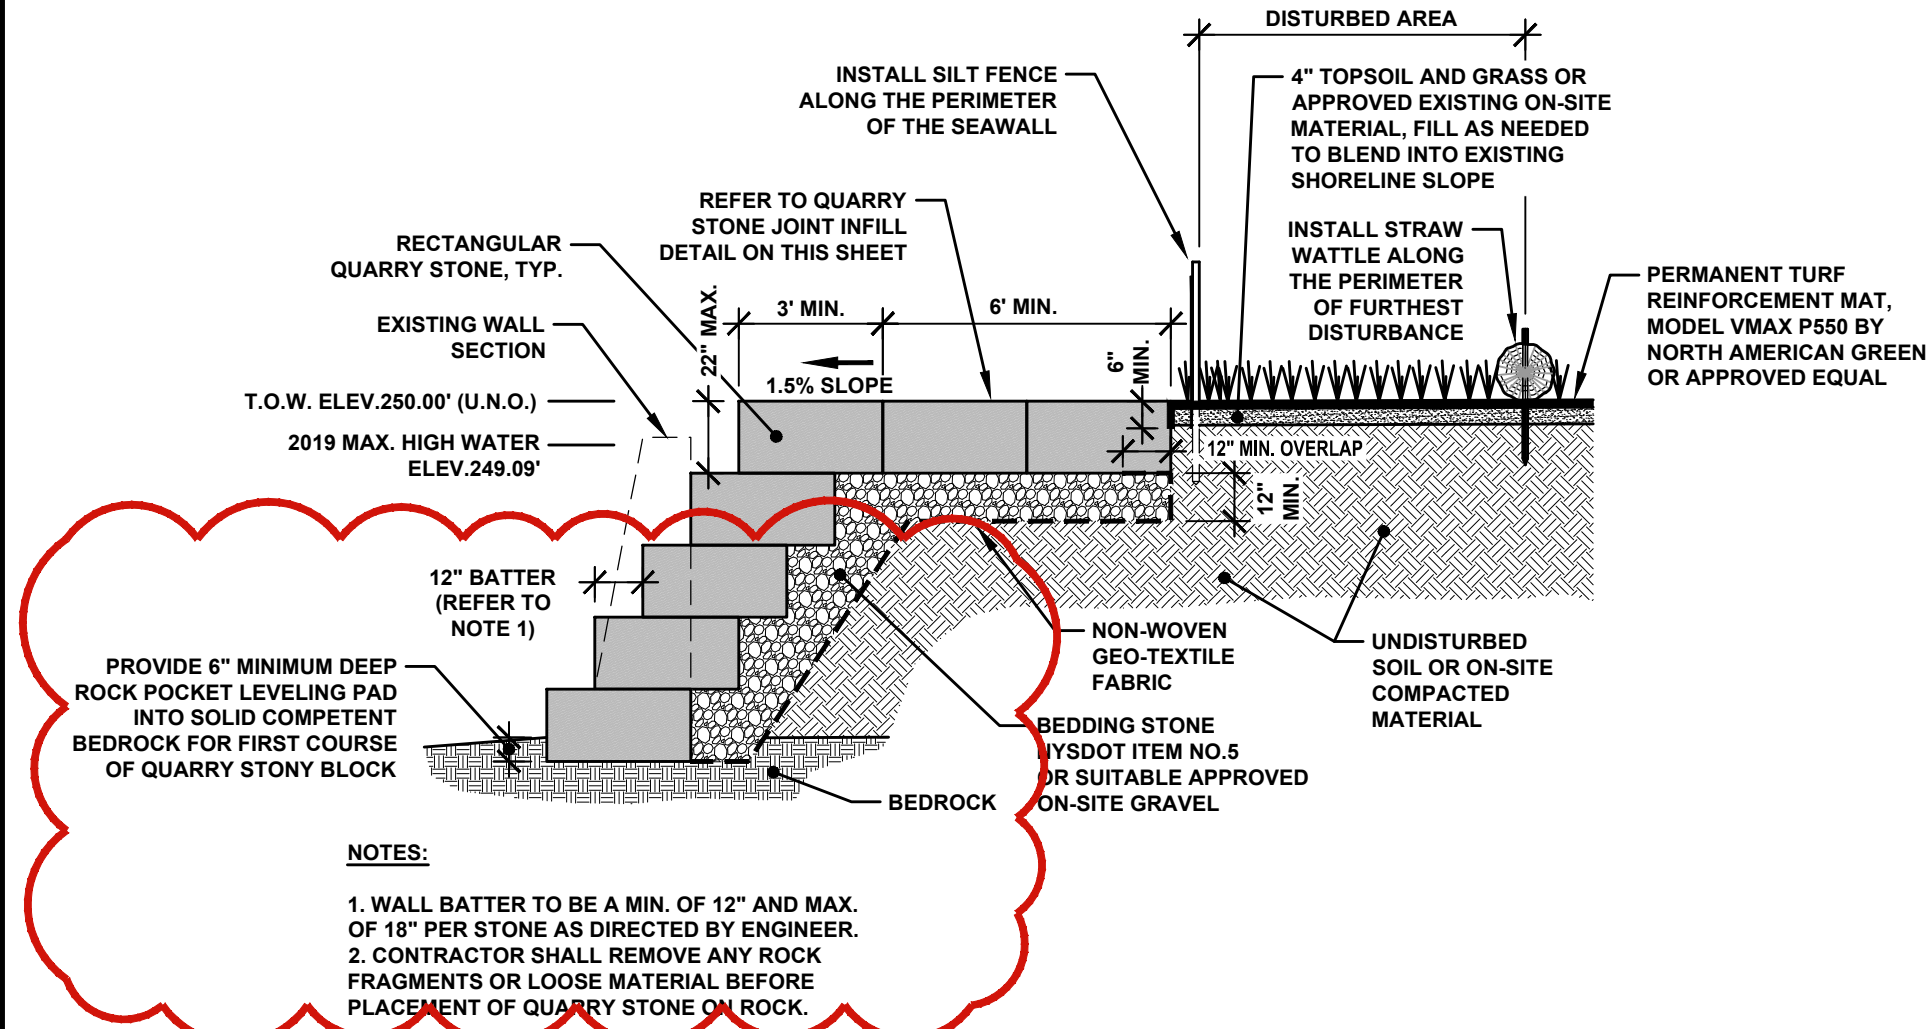 DISTURBED AREA
INSTALL SILT FENCE
ALONG THE PERIMETER
OF THE SEAWALL
4" TOPSOIL AND GRASS OR
APPROVED EXISTING ON-SITE
MATERIAL, FILL AS NEEDED
TO BLEND INTO EXISTING
SHORELINE SLOPE
REFER TO QUARRY
STONE JOINT INFILL
DETAIL ON THIS SHEET
RECTANGULAR
QUARRY STONE, TYP.
INSTALL STRAW
WATTLE ALONG
THE PERIMETER
OF FURTHEST
DISTURBANCE
PERMANENT TURF
REINFORCEMENT MAT,
MODEL VMAX P550 BY
NORTH AMERICAN GREEN
OR APPROVED EQUAL
EXISTING WALL
SECTION
22" MAX.
3' MIN.
6' MIN.
6"
MIN.
1.5% SLOPE
T.O.W. ELEV.250.00' (U.N.O.)
2019 MAX. HIGH WATER
ELEV.249.09'
12" MIN. OVERLAP
12"
MIN.
12" BATTER
(REFER TO
NOTE 1)
NON-WOVEN
GEO-TEXTILE
FABRIC
UNDISTURBED
SOIL OR ON-SITE
COMPACTED
MATERIAL
PROVIDE 6" MINIMUM DEEP
ROCK POCKET LEVELING PAD
INTO SOLID COMPETENT
BEDROCK FOR FIRST COURSE
OF QUARRY STONY BLOCK
BEDDING STONE
NYSDOT ITEM NO.5
OR SUITABLE APPROVED
ON-SITE GRAVEL
BEDROCK
NOTES:
1. WALL BATTER TO BE A MIN. OF 12" AND MAX.
OF 18" PER STONE AS DIRECTED BY ENGINEER.
2. CONTRACTOR SHALL REMOVE ANY ROCK
FRAGMENTS OR LOOSE MATERIAL BEFORE
PLACEMENT OF QUARRY STONE ON ROCK.